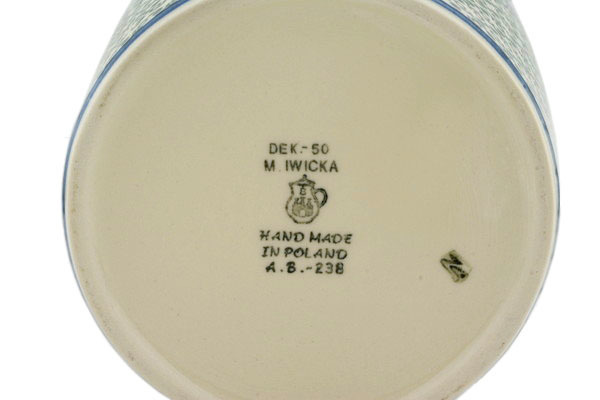 DEK.-50
M. IWICKA
HAND MADE
IN POLAND
A.B.-238